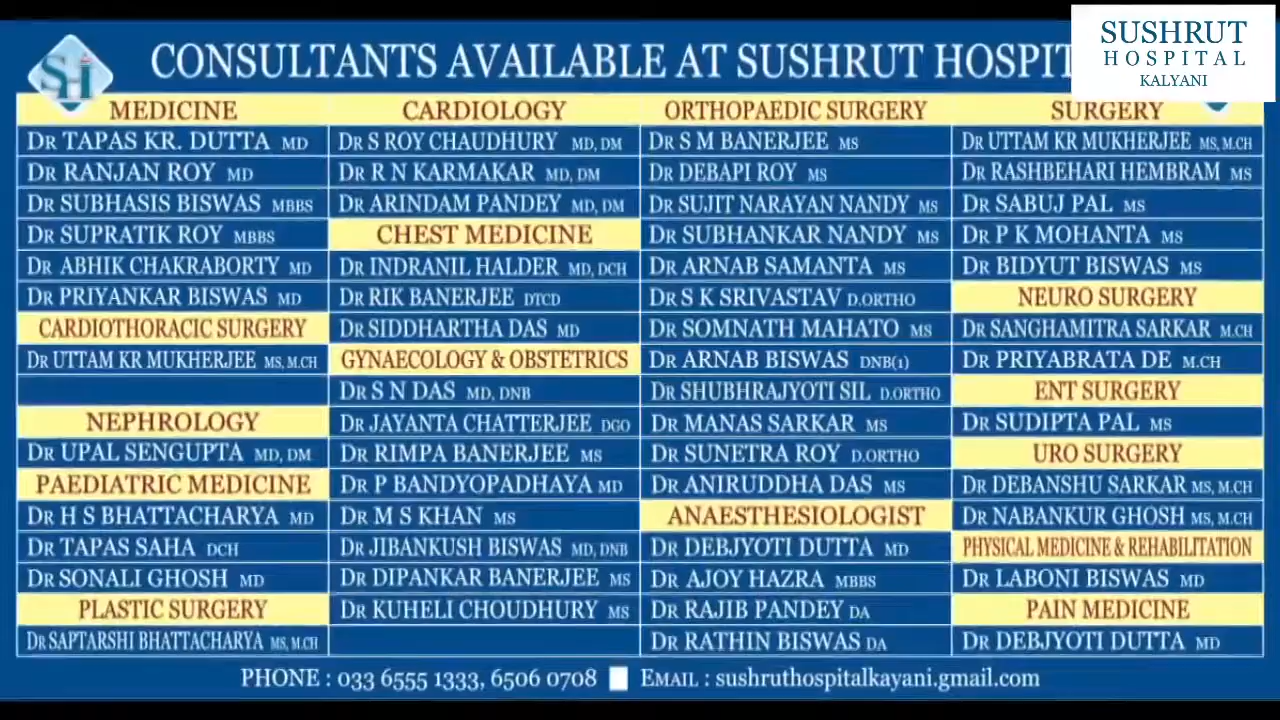 SUSHRUT
HOSPITAL
KALYANI
SHi
CONSULTANTS AVAILABLE AT SUSHRUT HOSPIT
MEDICINE
DR TAPAS KR. DUTTA MD
DR RANJAN ROY MD
DR SUBHASIS BISWAS MBBS
DR SUPRATIK ROY MBBS
DR ABHIK CHAKRABORTY MD
DR PRIYANKAR BISWAS MD
CARDIOTHORACIC SURGERY
DR UTTAM KR MUKHERJEE MS, M.CH
NEPHROLOGY
DR UPAL SENGUPTA MD, DM
PAEDIATRIC MEDICINE
DR H S BHATTACHARYA MD
DR TAPAS SAHA DCH
DR SONALI GHOSH MD
PLASTIC SURGERY
DR SAPTARSHI BHATTACHARYA MS, M.CH
CARDIOLOGY
DR S ROY CHAUDHURY MD, DM
DR R N KARMAKAR MD, DM
DR ARINDAM PANDEY MD, DM
CHEST MEDICINE
DR INDRANIL HALDER MD, DCH
DR RIK BANERJEE DTCD
DR SIDDHARTHA DAS MD
GYNAECOLOGY & OBSTETRICS
DR S N DAS MD, DNB
DR JAYANTA CHATTERJEE DGO
DR RIMPA BANERJEE MS
DR P BANDYOPADHAYA MD
DR M S KHAN MS
DR JIBANKUSH BISWAS MD, DNB
DR DIPANKAR BANERJEE MS
DR KUHELI CHOUDHURY MS
ORTHOPAEDIC SURGERY
DR S M BANERJEE MS
DR DEBAPI ROY MS
DR SUJIT NARAYAN NANDY MS
DR SUBHANKAR NANDY MS
DR ARNAB SAMANTA MS
DR S K SRIVASTAV D.ORTHO
DR SOMNATH MAHATO MS
DR ARNAB BISWAS DNB(1)
DR SHUBHRAJYOTI SIL D.ORTHO
DR MANAS SARKAR MS
DR SUNETRA ROY D.ORTHO
DR ANIRUDDHA DAS MS
ANAESTHESIOLOGIST
DR DEBJYOTI DUTTA MD
DR AJOY HAZRA MBBS
DR RAJIB PANDEY DA
DR RATHIN BISWAS DA
SURGERY
DR UTTAM KR MUKHERJEE MS, M.CH
DR RASHBEHARI HEMBRAM MS
DR SABUJ PAL MS
DR P K MOHANTA MS
DR BIDYUT BISWAS MS
NEURO SURGERY
DR SANGHAMITRA SARKAR M.CH
DR PRIYABRATA DE M.CH
ENT SURGERY
DR SUDIPTA PAL MS
URO SURGERY
DR DEBANSHU SARKAR MS, M.CH
DR NABANKUR GHOSH MS, M.CH
PHYSICAL MEDICINE & REHABILITATION
DR LABONI BISWAS MD
PAIN MEDICINE
DR DEBJYOTI DUTTA MD
PHONE : 033 6555 1333, 6506 0708 EMAIL : sushruthospitalkayani.gmail.com